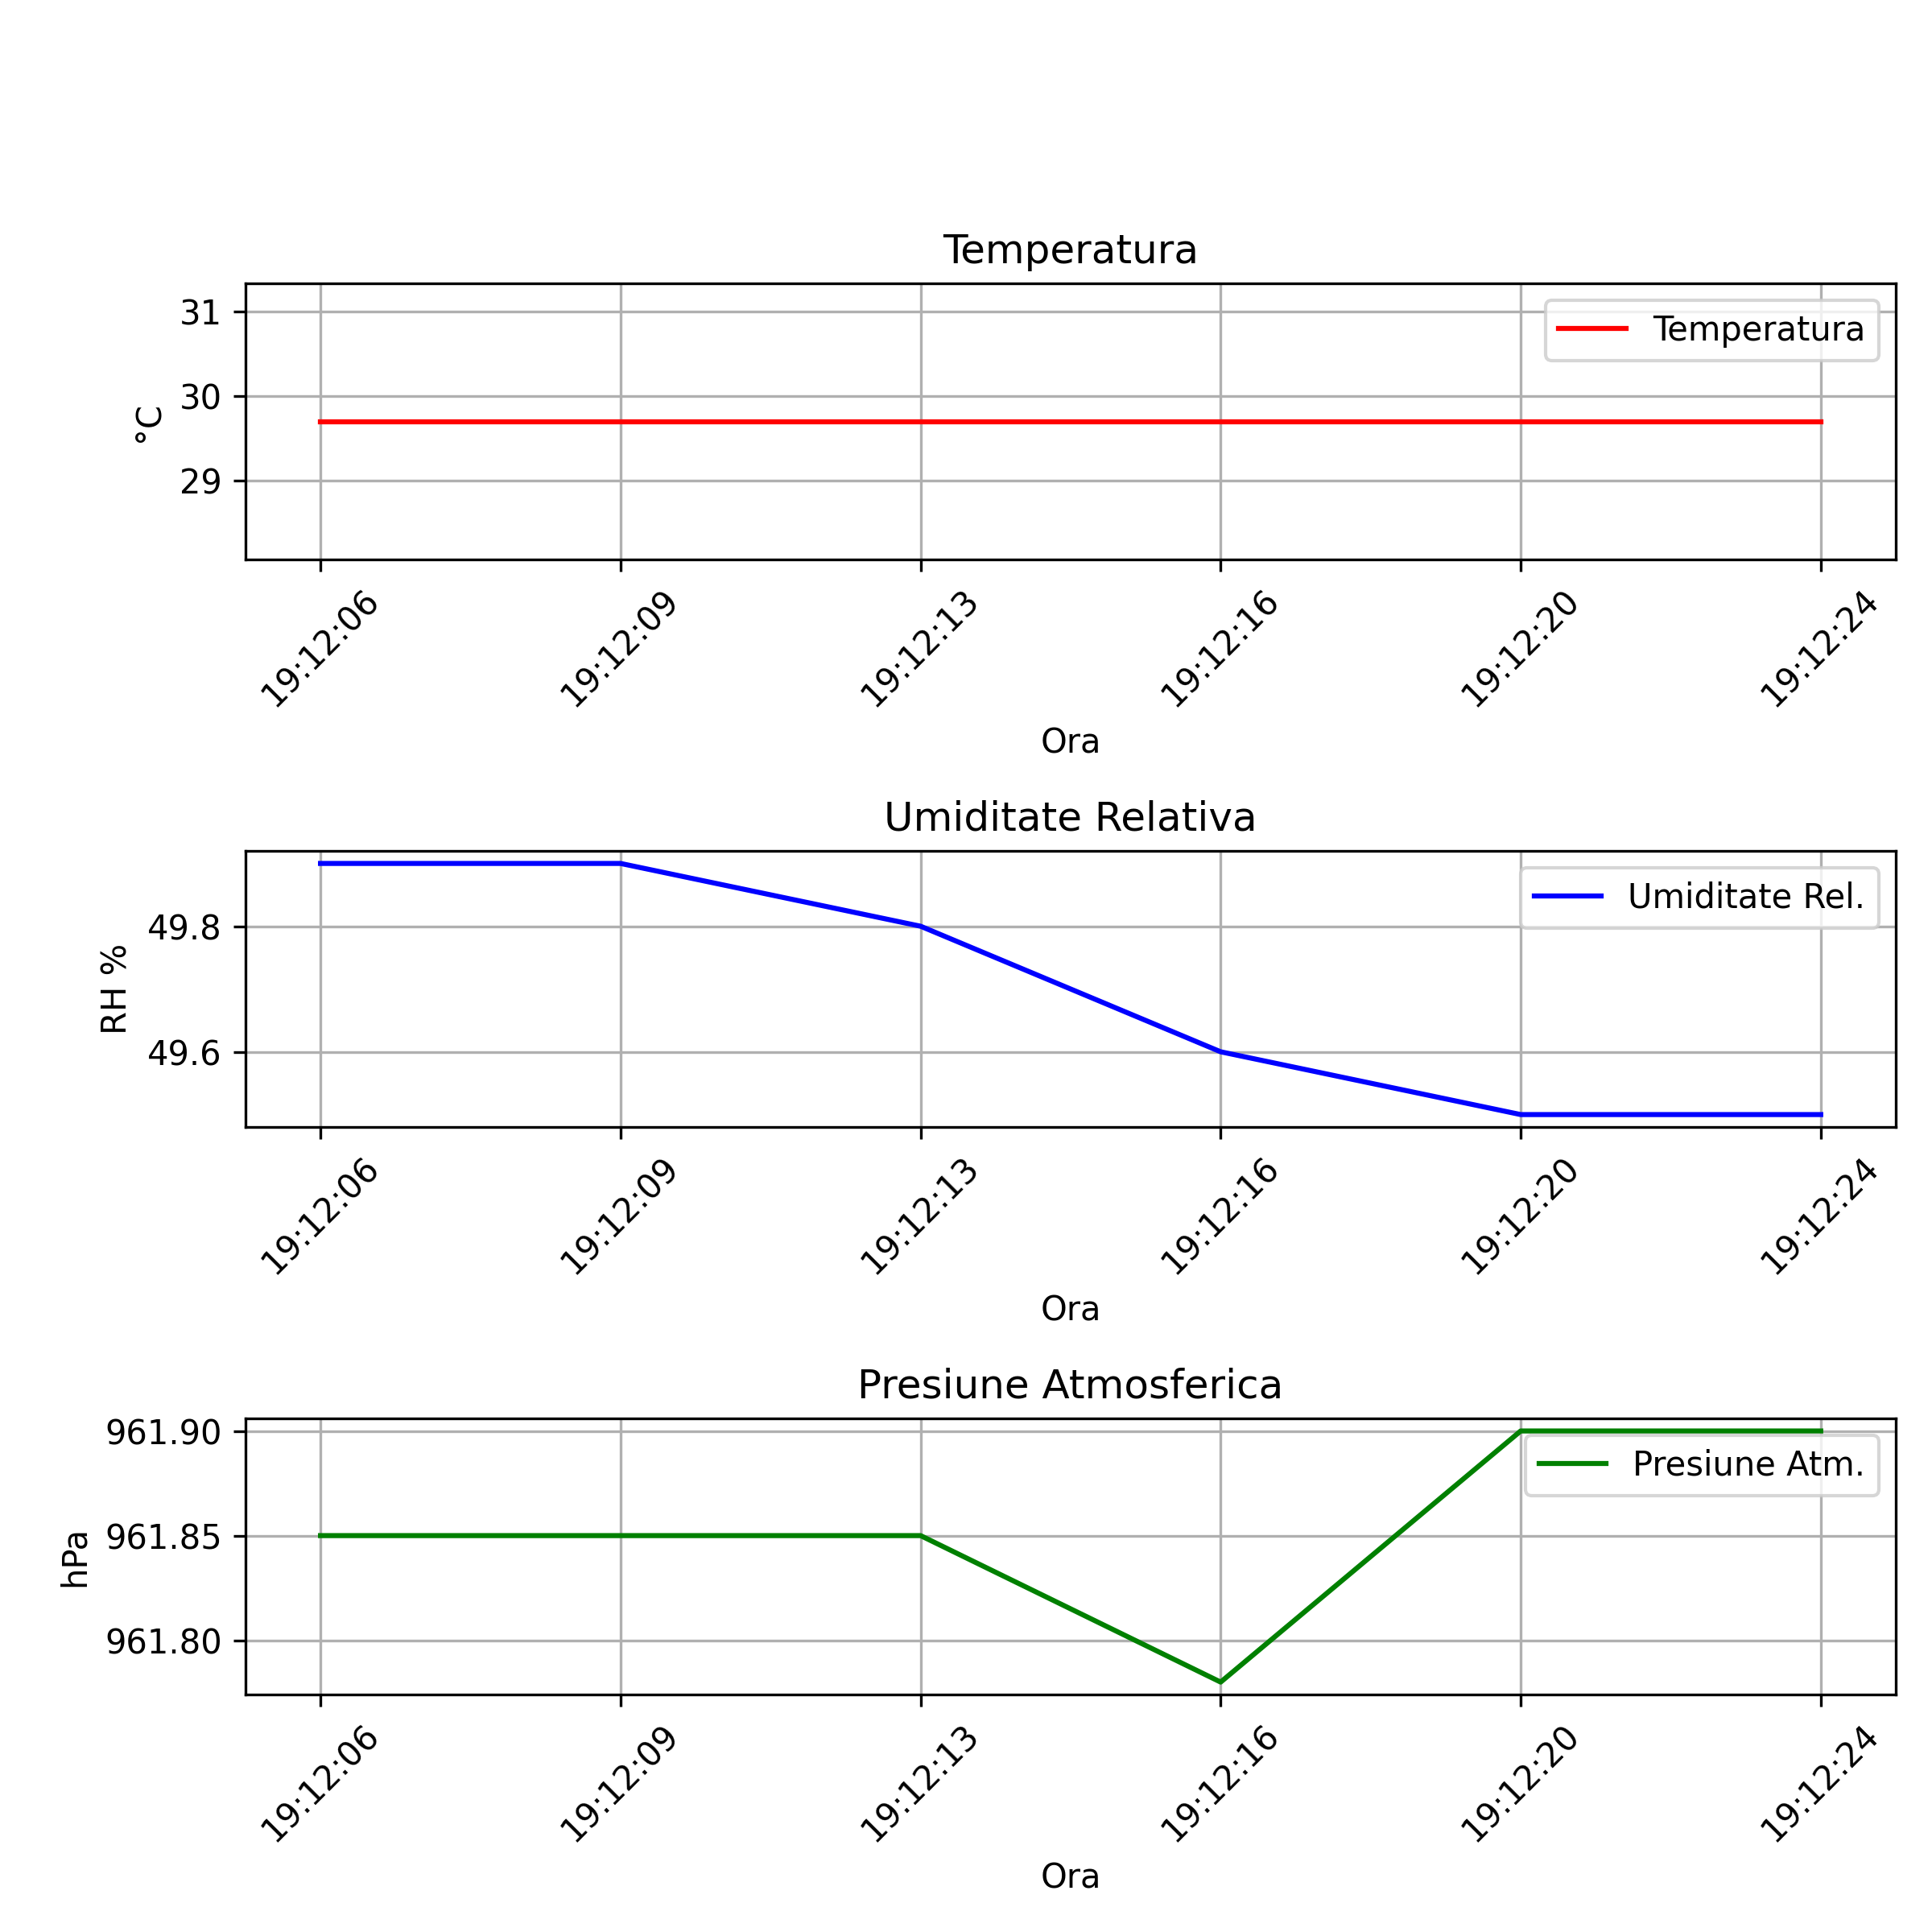 Temperatura
31
30
29
°C
Temperatura
19:12:06
19:12:09
19:12:13
19:12:16
19:12:20
19:12:24
Ora
Umiditate Relativa
49.8
49.6
RH %
Umiditate Rel.
19:12:06
19:12:09
19:12:13
19:12:16
19:12:20
19:12:24
Ora
Presiune Atmosferica
961.90
961.85
961.80
hPa
Presiune Atm.
19:12:06
19:12:09
19:12:13
19:12:16
19:12:20
19:12:24
Ora